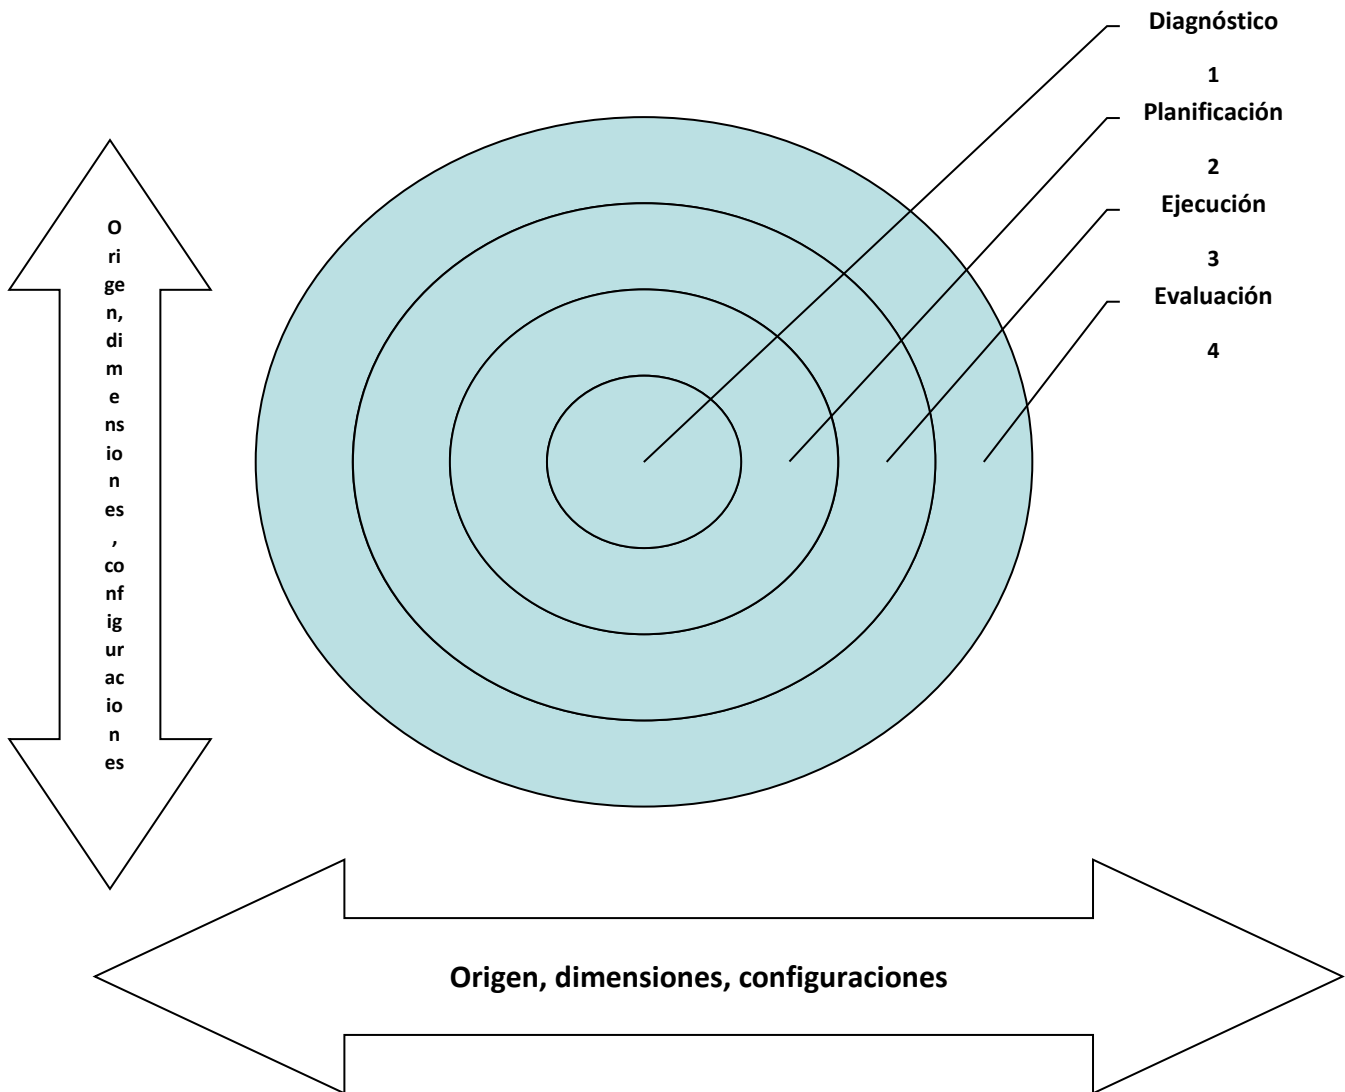 Diagnóstico
1
Planificación
2
Ejecución
3
Evaluación
4
O
ri
ge
n,
di
m
e
ns
io
n
es
,
co
nf
ig
ur
ac
io
n
es
Origen, dimensiones, configuraciones